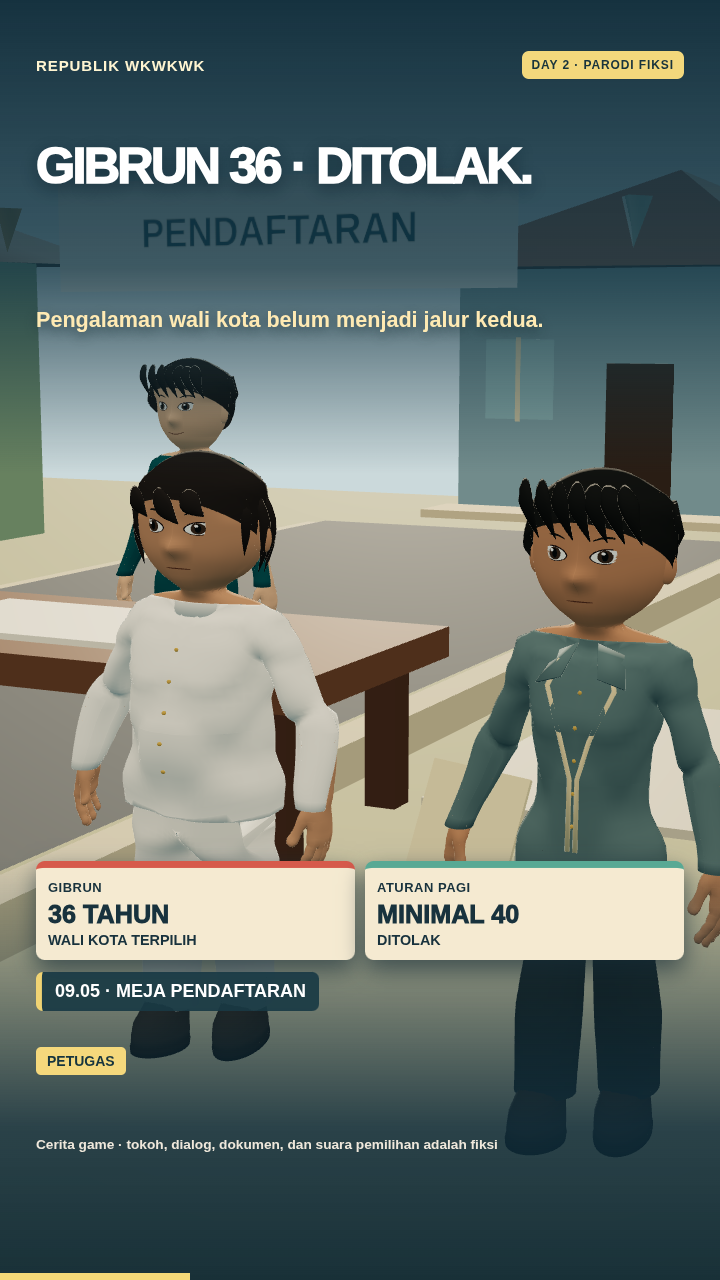 REPUBLIK WKWKWK
DAY 2 · PARODI FIKSI
GIBRUN 36 · DITOLAK.
PENDAFTARAN
Pengalaman wali kota belum menjadi jalur kedua.
GIBRUN
36 TAHUN
WALI KOTA TERPILIH
ATURAN PAGI
MINIMAL 40
DITOLAK
09.05 · MEJA PENDAFTARAN
PETUGAS
Cerita game · tokoh, dialog, dokumen, dan suara pemilihan adalah fiksi